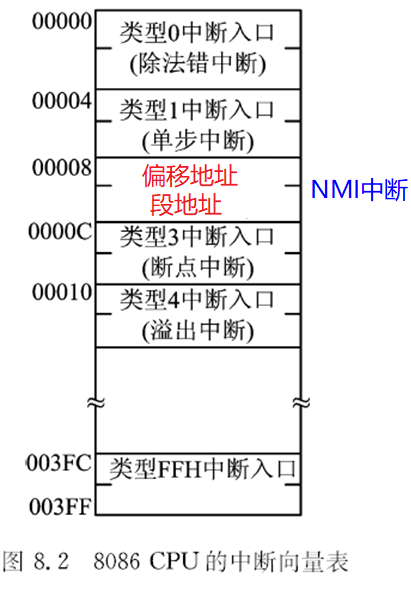 00000
类型0中断入口
(除法错中断)
00004
类型1中断入口
(单步中断)
00008
偏移地址
段地址
NMI中断
0000C
类型3中断入口
(断点中断)
00010
类型4中断入口
(溢出中断)
003FC
类型FFH中断入口
003FF
图 8.2 8086 CPU 的中断向量表